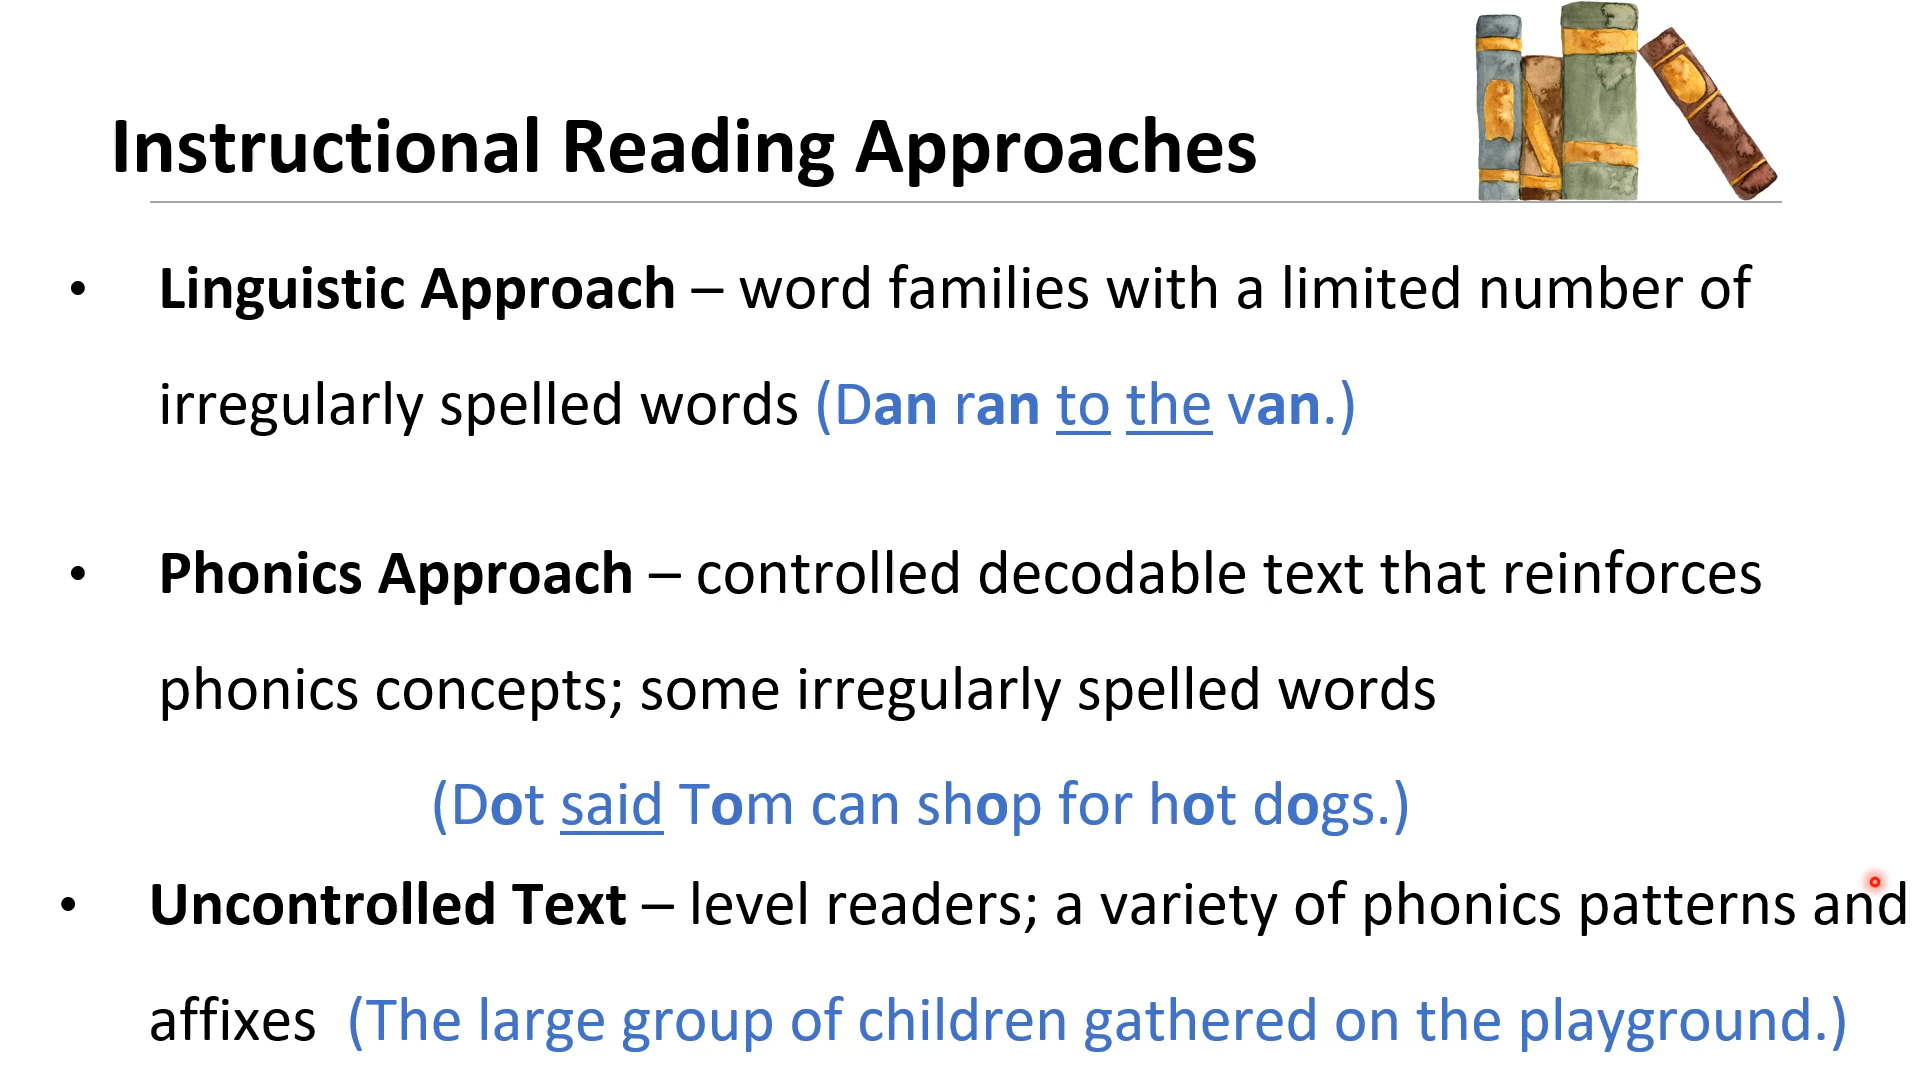 Instructional Reading Approaches
• Linguistic Approach – word families with a limited number of
irregularly spelled words (Dan ran to the van.)
• Phonics Approach – controlled decodable text that reinforces
phonics concepts; some irregularly spelled words
(Dot said Tom can shop for hot dogs.)
• Uncontrolled Text – level readers; a variety of phonics patterns and
affixes (The large group of children gathered on the playground.)